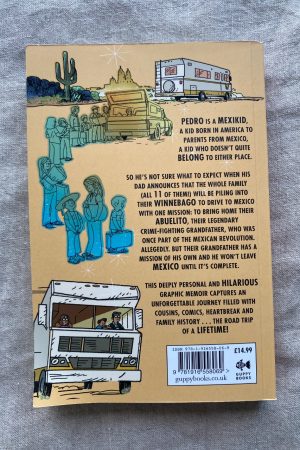 PEDRO IS A MEXIKID,
A KID BORN IN AMERICA TO
PARENTS FROM MEXICO,
A KID WHO DOESN'T QUITE
BELONG TO EITHER PLACE.
SO HE'S NOT SURE WHAT TO EXPECT WHEN HIS
DAD ANNOUNCES THAT THE WHOLE FAMILY
(ALL 11 OF THEM!) WILL BE PILING INTO
THEIR WINNEBAGO TO DRIVE TO MEXICO
WITH ONE MISSION: TO BRING HOME THEIR
ABUELITO, THEIR LEGENDARY
CRIME-FIGHTING GRANDFATHER, WHO WAS
ONCE PART OF THE MEXICAN REVOLUTION.
ALLEGEDLY. BUT THEIR GRANDFATHER HAS A
MISSION OF HIS OWN AND HE WON'T LEAVE
MEXICO UNTIL IT'S COMPLETE.
THIS DEEPLY PERSONAL AND HILARIOUS
GRAPHIC MEMOIR CAPTURES AN
UNFORGETTABLE JOURNEY FILLED WITH
COUSINS, COMICS, HEARTBREAK AND
FAMILY HISTORY . . . THE ROAD TRIP
OF A LIFETIME!
£14.99
9 781916 558069 >
guppybooks.co.uk
GUPPY
BOOKS